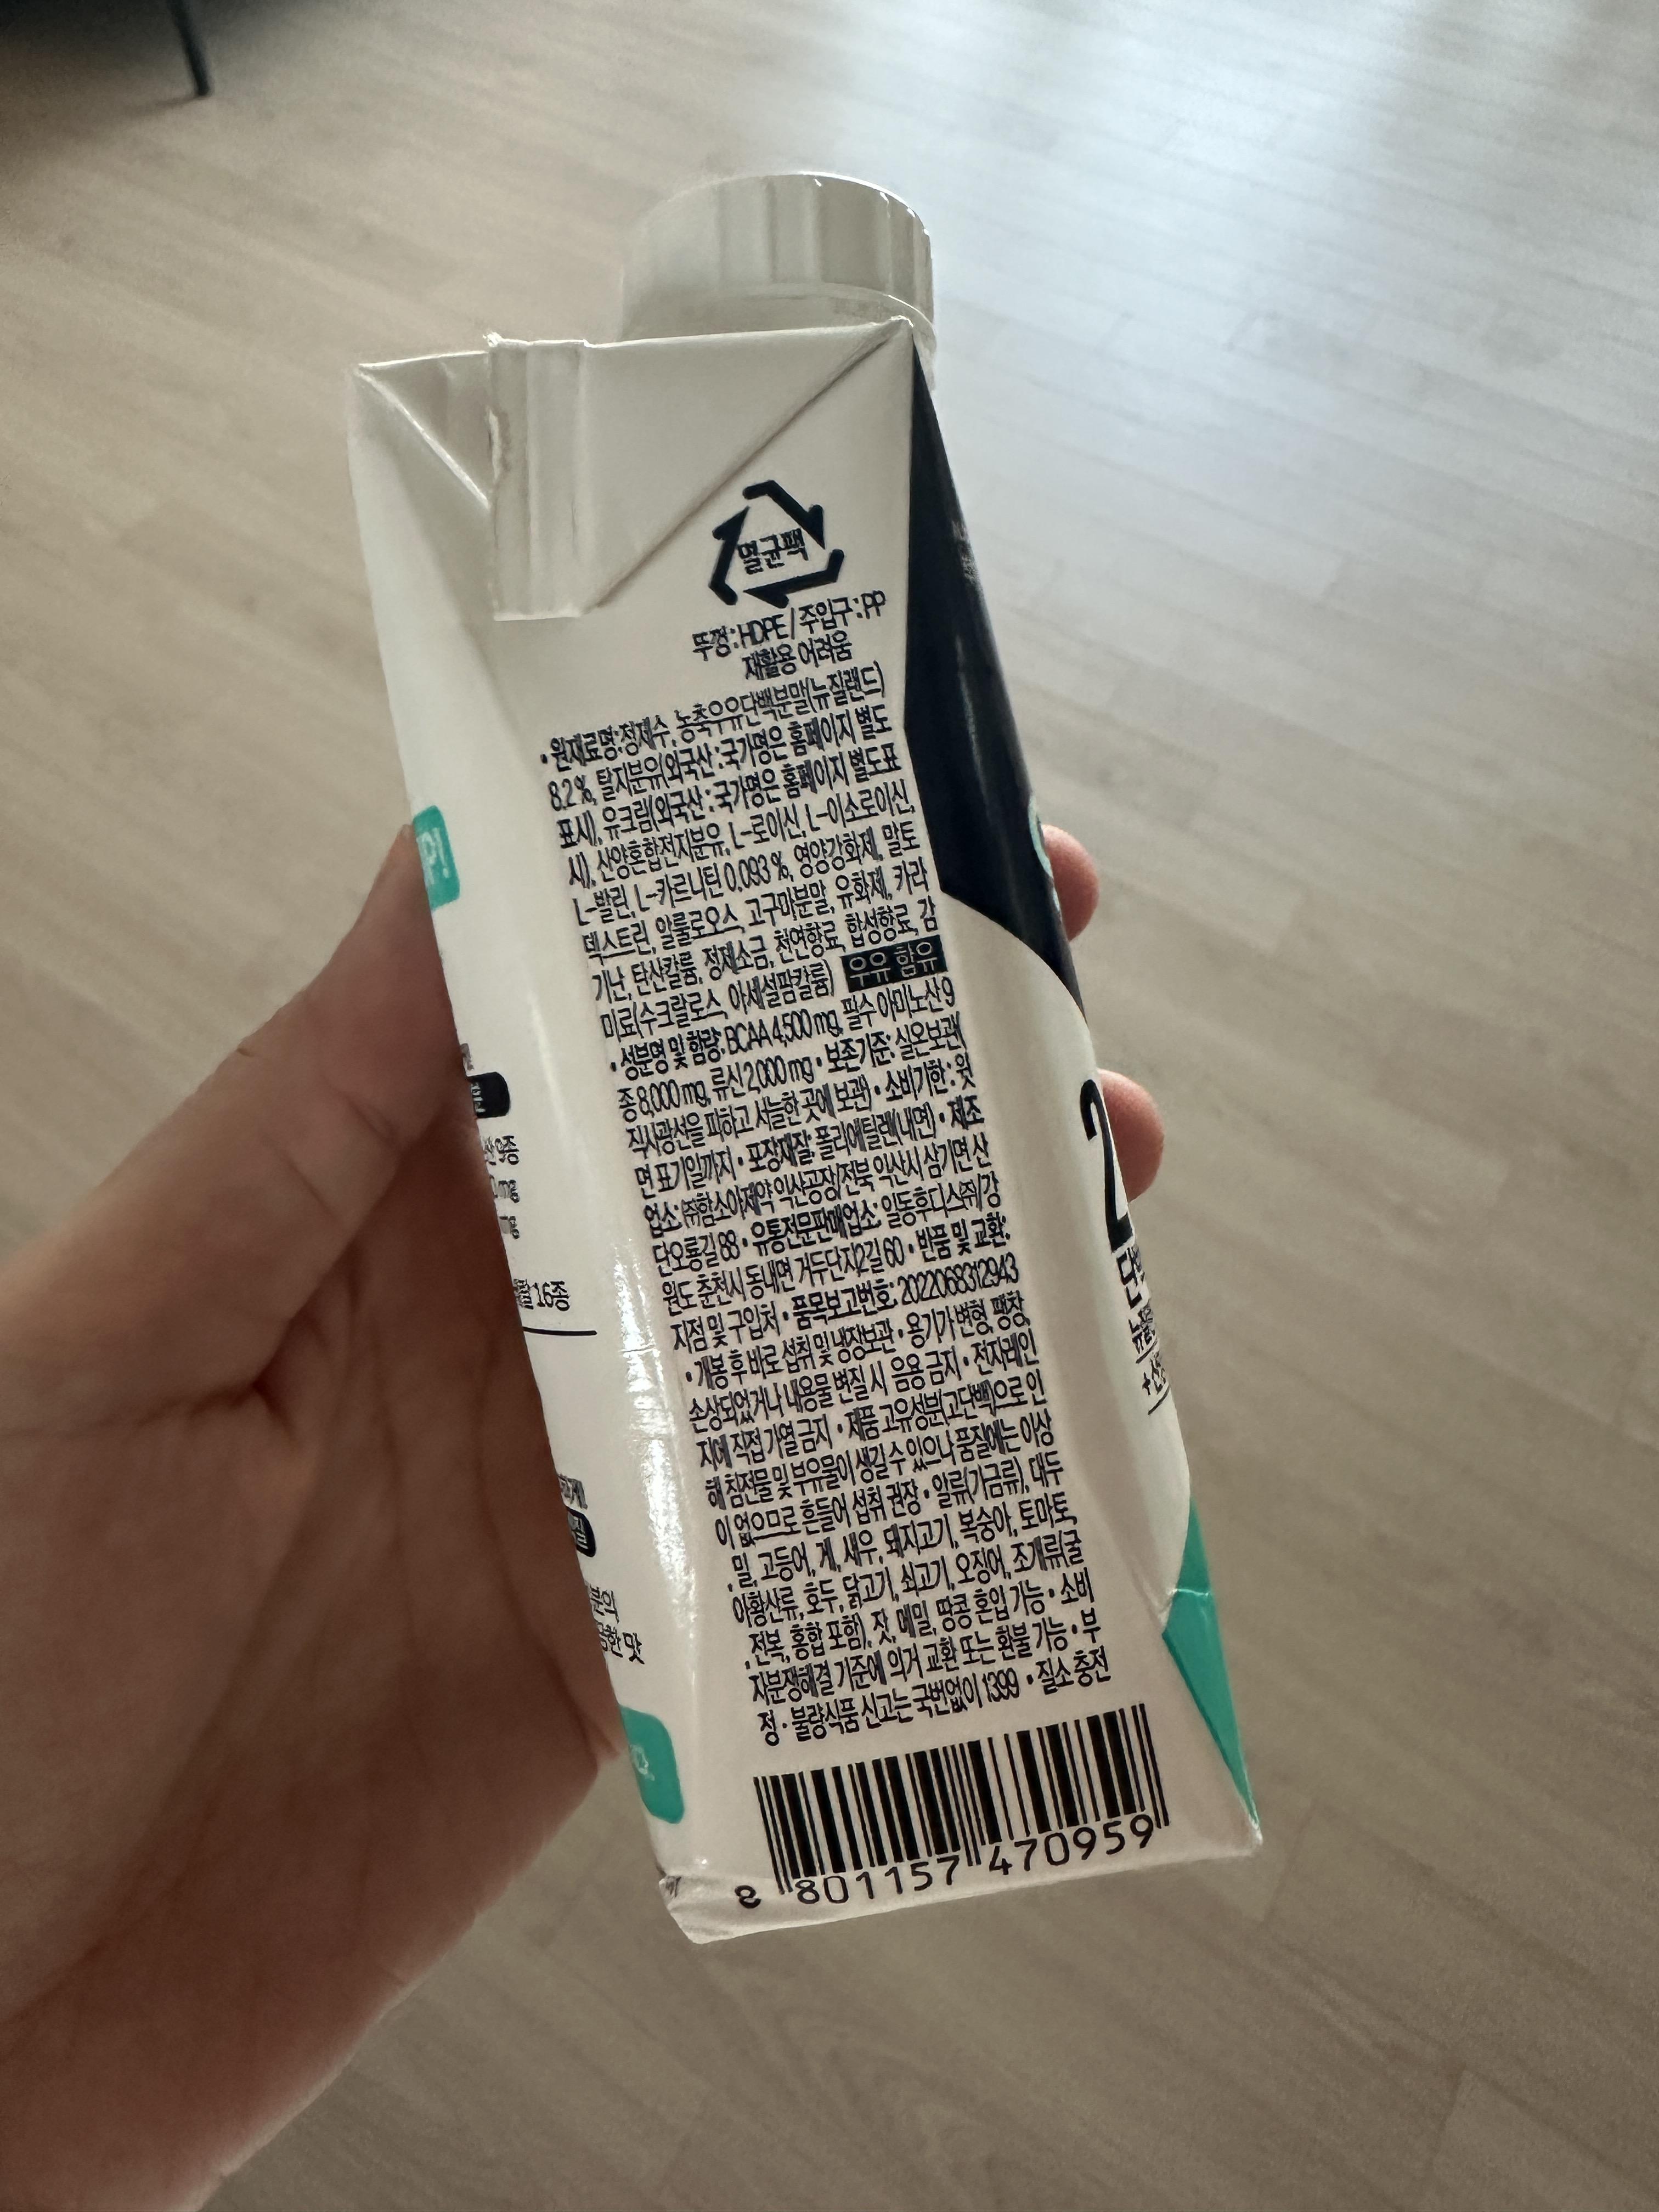 멸균팩
뚜껑:HDPE / 주입구:PP
재활용 어려움
• 원재료명:정제수, 농축우유단백분말(뉴질랜드)
8.2%, 탈지분유(외국산:국가명은 홈페이지 별도
표시), 유크림(외국산:국가명은 홈페이지 별도표
시), 산양혼합전지분유, L-로이신, L-이소로이신,
L-발린, L-카르니틴 0.093%, 영양강화제, 말토
덱스트린, 알룰로오스, 고구마분말, 유화제, 카라
기난, 탄산칼륨, 정제소금, 천연향료, 합성향료, 감
미료(수크랄로스, 아세설팜칼륨) 우유 함유
• 성분명 및 함량: BCAA 4,500mg, 필수 아미노산 9
종 8,000mg, 류신 2,000mg • 보존기준: 실온보관(
직사광선을 피하고 서늘한 곳에 보관) • 소비기한: 윗
면 표기일까지 • 포장재질: 폴리에틸렌(내면) • 제조
업소: ㈜함소아제약 익산공장/전북 익산시 삼기면 산
단오룡길 88 • 유통전문판매업소: 일동후디스㈜/강
원도 춘천시 동내면 거두단지2길 60 • 반품 및 교환:
지점 및 구입처 • 품목보고번호: 2022068312943
• 개봉 후 바로 섭취 및 냉장보관 • 용기가 변형, 팽창,
손상되었거나 내용물 변질 시 음용 금지 • 전자레인
지에 직접 가열 금지 • 제품 고유성분(고단백)으로 인
해 침전물 및 부유물이 생길 수 있으나 품질에는 이상
이 없으므로 흔들어 섭취 권장 • 알류(가금류), 대두
, 밀, 고등어, 게, 새우, 돼지고기, 복숭아, 토마토,
아황산류, 호두, 닭고기, 쇠고기, 오징어, 조개류(굴
, 전복, 홍합 포함), 잣, 메밀, 땅콩 혼입 가능 • 소비
자분쟁해결 기준에 의거 교환 또는 환불 가능 • 부
정 • 불량식품 신고는 국번없이 1399 • 질소 충전
8 801157 470959
9종
mg
mg
16종
맛
2